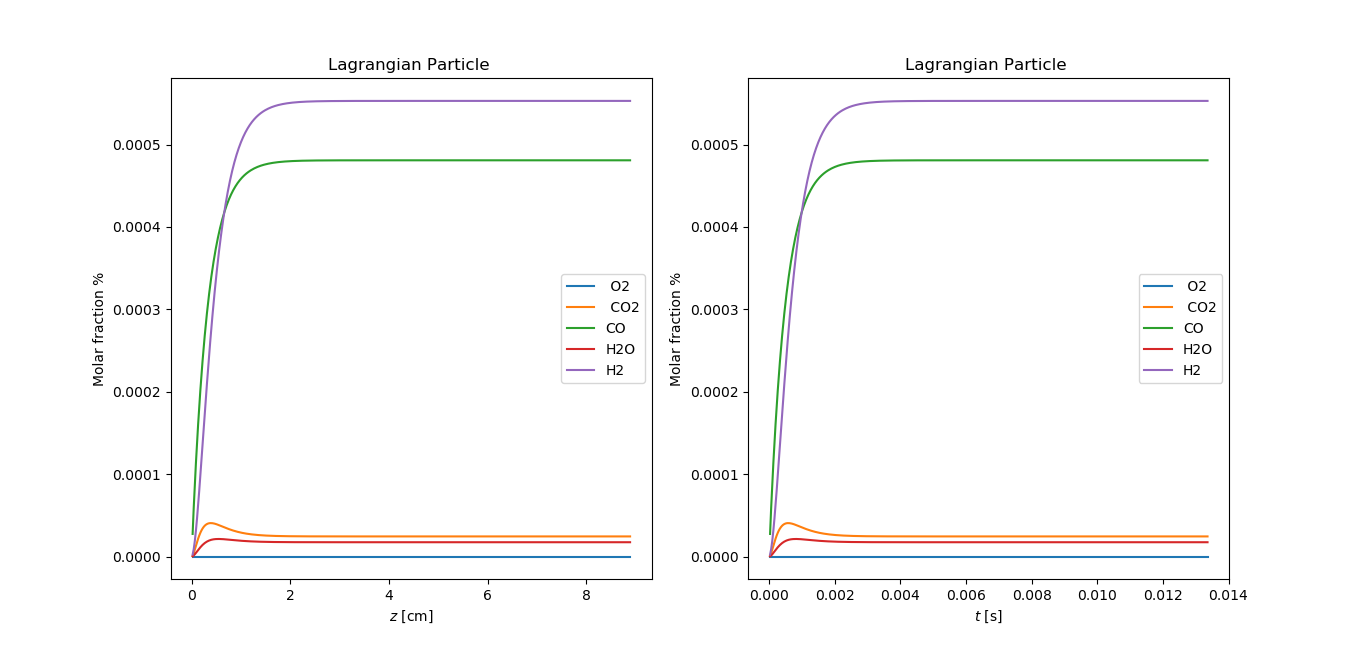 Lagrangian Particle
Molar fraction %
0.0005
0.0004
0.0003
0.0002
0.0001
0.0000
O2
CO2
CO
H2O
H2
0 2 4 6 8
z [cm]
Lagrangian Particle
Molar fraction %
0.0005
0.0004
0.0003
0.0002
0.0001
0.0000
O2
CO2
CO
H2O
H2
0.000 0.002 0.004 0.006 0.008 0.010 0.012 0.014
t [s]